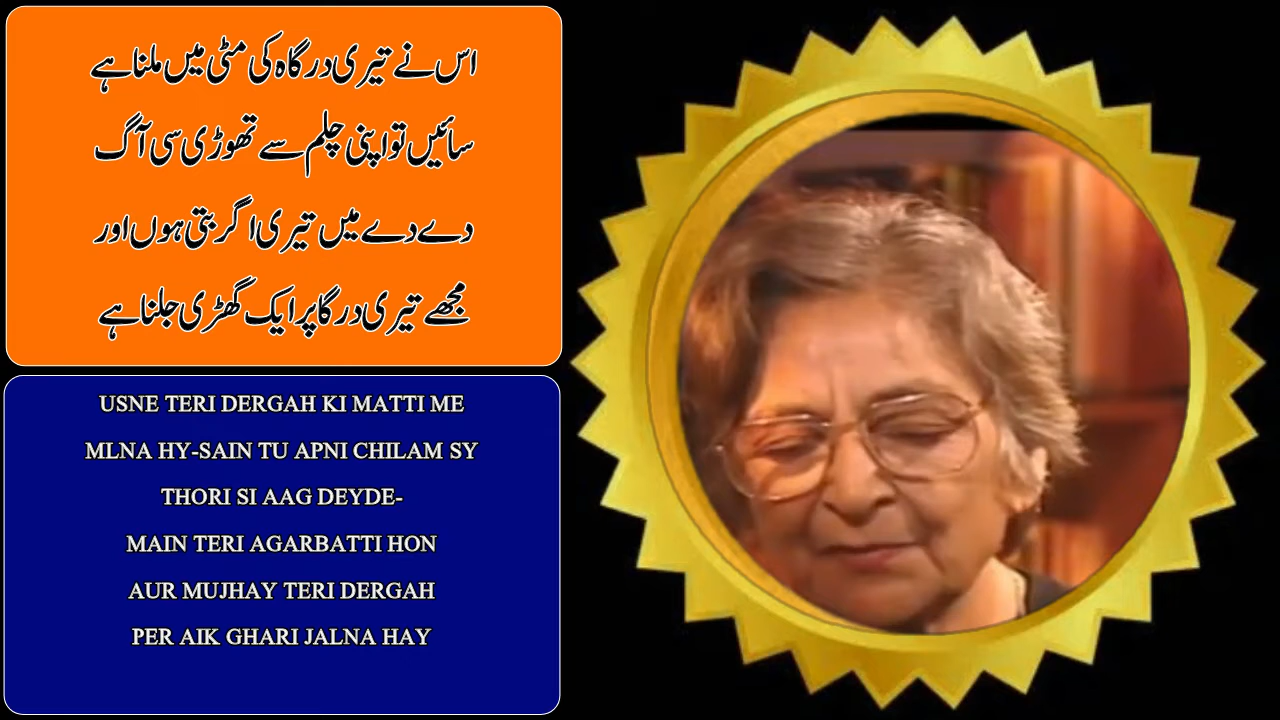 اس نے تیری درگاہ کی مٹی میں ملنا ہے
سائیں تو اپنی چلم سے تھوڑی سی آگ
دے دے میں تیری اگر بتی ہوں اور
مجھے تیری درگا پر ایک گھڑی جلنا ہے
USNE TERI DERGAH KI MATTI ME
MLNA HY-SAIN TU APNI CHILAM SY
THORI SI AAG DEYDE-
MAIN TERI AGARBATTI HON
AUR MUJHAY TERI DERGAH
PER AIK GHARI JALNA HAY